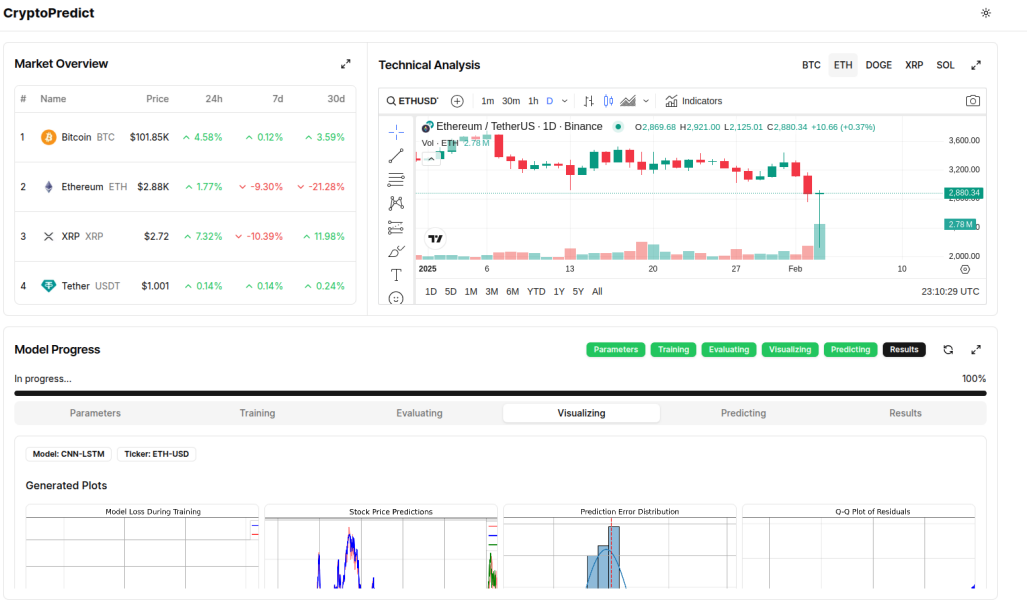 CryptoPredict
Market Overview
# Name Price 24h 7d 30d
1 Bitcoin BTC $101.85K 4.58% 0.12% 3.59%
2 Ethereum ETH $2.88K 1.77% -9.30% -21.28%
3 XRP XRP $2.72 7.32% -10.39% 11.98%
4 Tether USDT $1.001 0.14% 0.14% 0.24%
Technical Analysis
BTC ETH DOGE XRP SOL
ETHUSD 1m 30m 1h D Indicators
Ethereum / TetherUS · 1D · Binance O2,869.68 H2,921.00 L2,125.01 C2,880.34 +10.66 (+0.37%)
Vol · ETH 2.78 M
3,600.00
3,200.00
2,880.34
2.78 M
2,000.00
2025 6 13 20 27 Feb 10
1D 5D 1M 3M 6M YTD 1Y 5Y All 23:10:29 UTC
Model Progress
Parameters Training Evaluating Visualizing Predicting Results
In progress... 100%
Parameters Training Evaluating Visualizing Predicting Results
Model: CNN-LSTM Ticker: ETH-USD
Generated Plots
Model Loss During Training Stock Price Predictions Prediction Error Distribution Q-Q Plot of Residuals